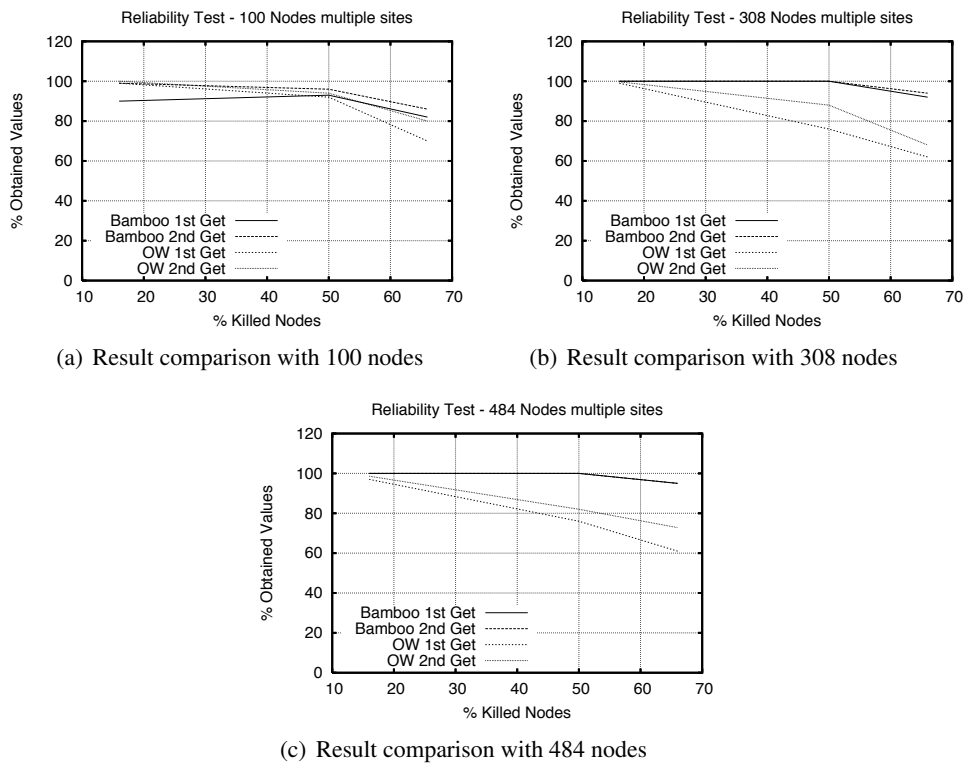 Reliability Test - 100 Nodes multiple sites
120
100
80
60
40
20
0
% Obtained Values
Bamboo 1st Get
Bamboo 2nd Get
OW 1st Get
OW 2nd Get
10 20 30 40 50 60 70
% Killed Nodes
(a) Result comparison with 100 nodes
Reliability Test - 308 Nodes multiple sites
120
100
80
60
40
20
0
% Obtained Values
Bamboo 1st Get
Bamboo 2nd Get
OW 1st Get
OW 2nd Get
10 20 30 40 50 60 70
% Killed Nodes
(b) Result comparison with 308 nodes
Reliability Test - 484 Nodes multiple sites
120
100
80
60
40
20
0
% Obtained Values
Bamboo 1st Get
Bamboo 2nd Get
OW 1st Get
OW 2nd Get
10 20 30 40 50 60 70
% Killed Nodes
(c) Result comparison with 484 nodes